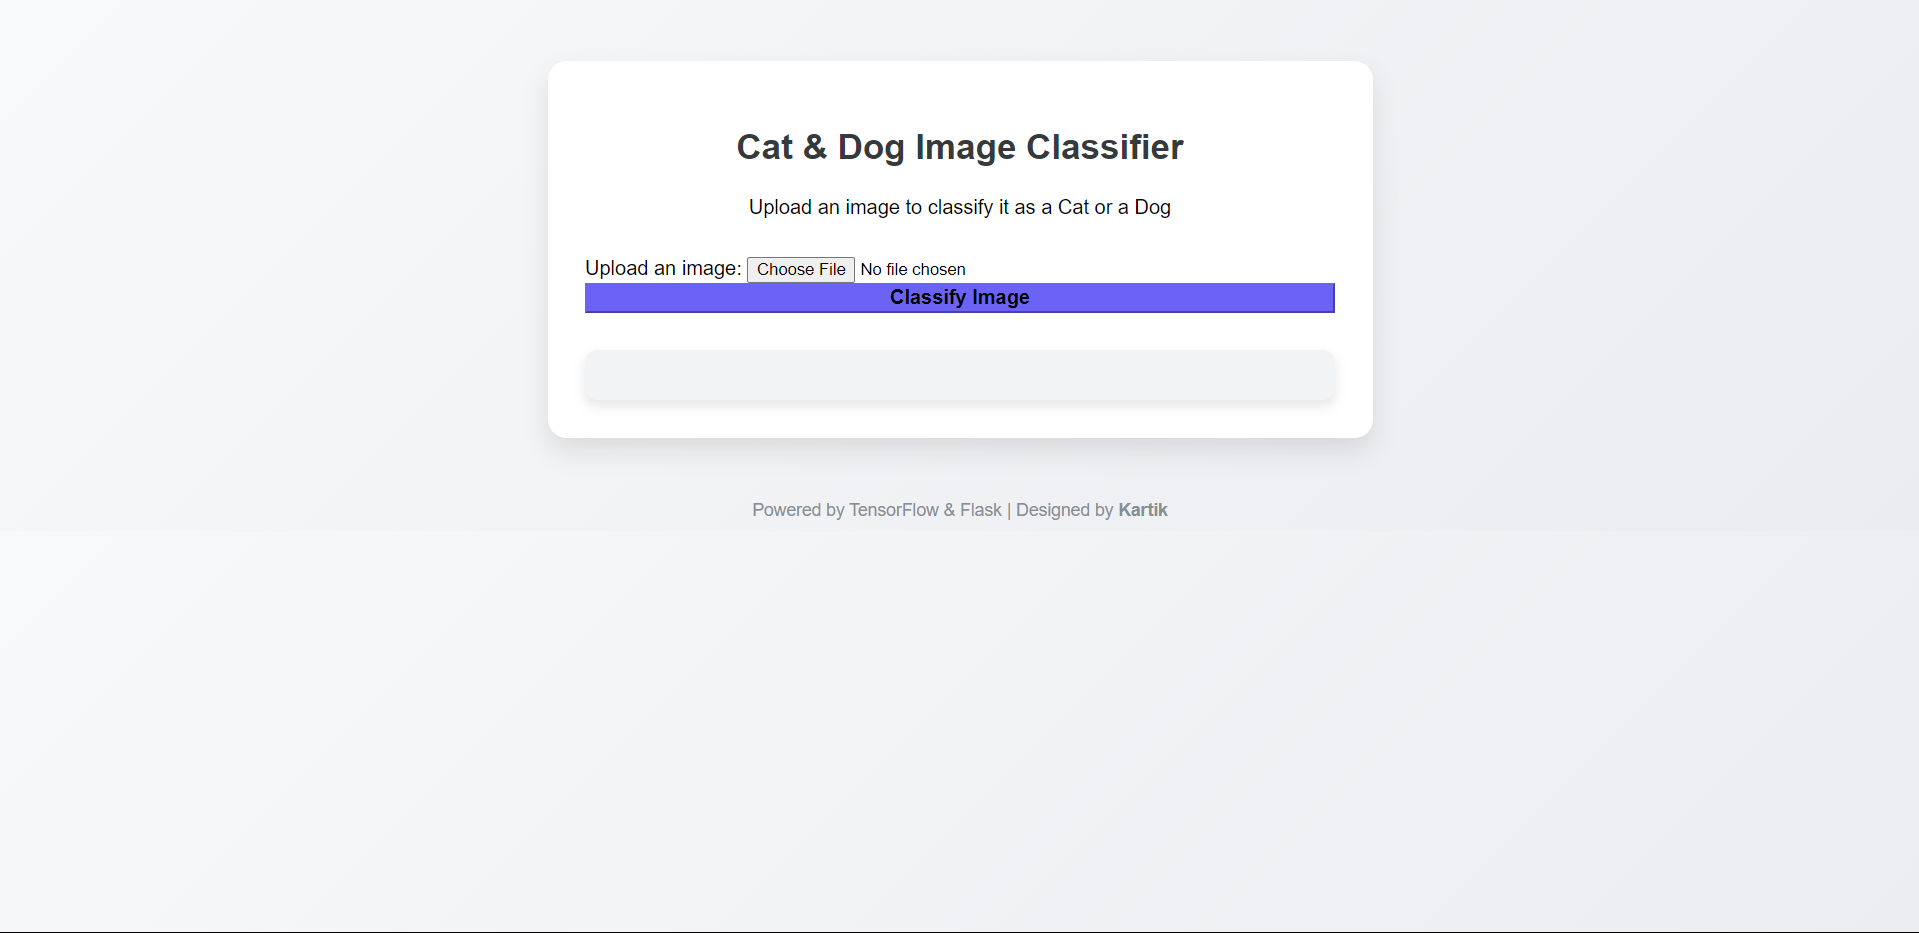 Cat & Dog Image Classifier
Upload an image to classify it as a Cat or a Dog
Upload an image: Choose File No file chosen
Classify Image
Powered by TensorFlow & Flask | Designed by Kartik